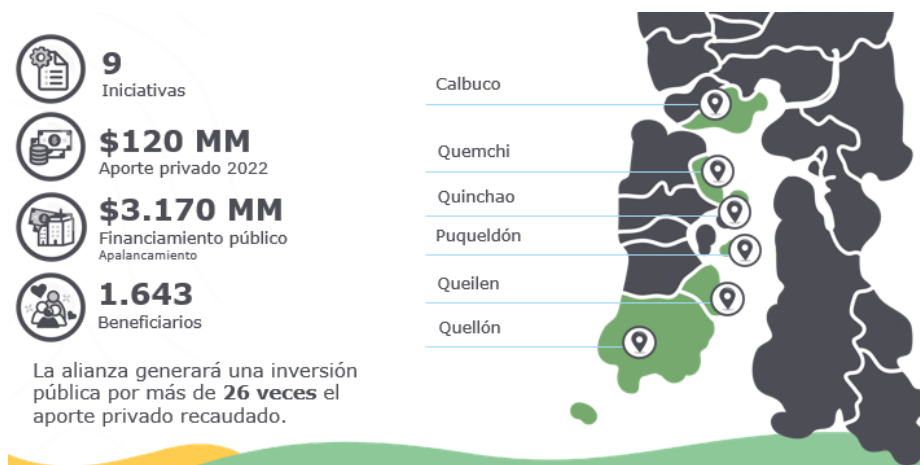 9
Iniciativas
$120 MM
Aporte privado 2022
$3.170 MM
Financiamiento público
Apalancamiento
1.643
Beneficiarios
La alianza generará una inversión
pública por más de 26 veces el
aporte privado recaudado.
Calbuco
Quemchi
Quinchao
Puqueldón
Queilen
Quellón